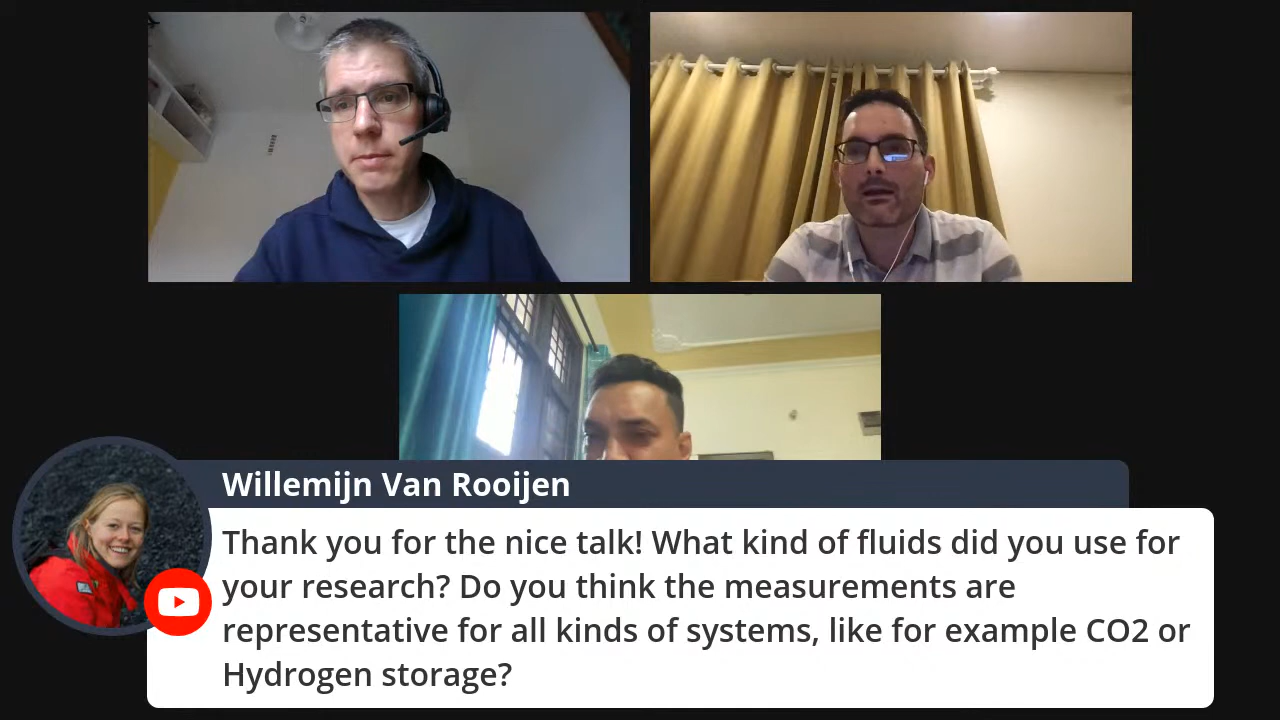 Willemijn Van Rooijen
Thank you for the nice talk! What kind of fluids did you use for
your research? Do you think the measurements are
representative for all kinds of systems, like for example CO2 or
Hydrogen storage?